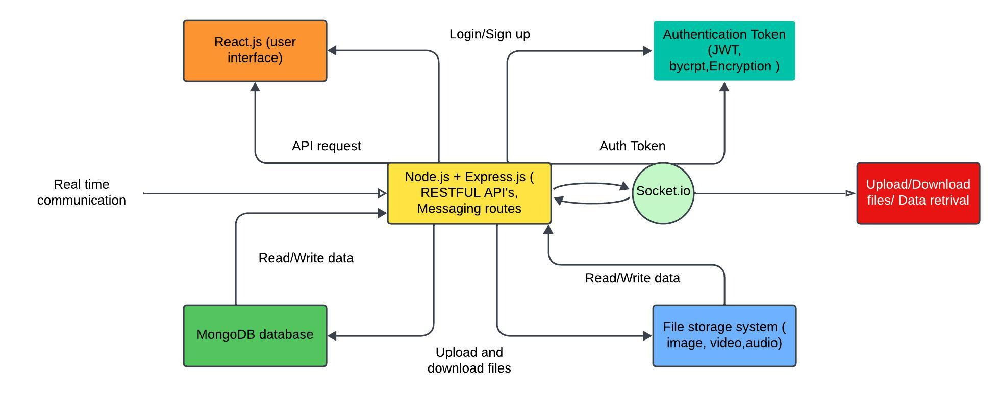 React.js (user
interface)
Login/Sign up
Authentication Token
(JWT,
bycrpt,Encryption )
API request
Auth Token
Real time
communication
Node.js + Express.js (
RESTFUL API's,
Messaging routes
Socket.io
Upload/Download
files/ Data retrival
Read/Write data
Read/Write data
MongoDB database
File storage system (
image, video,audio)
Upload and
download files